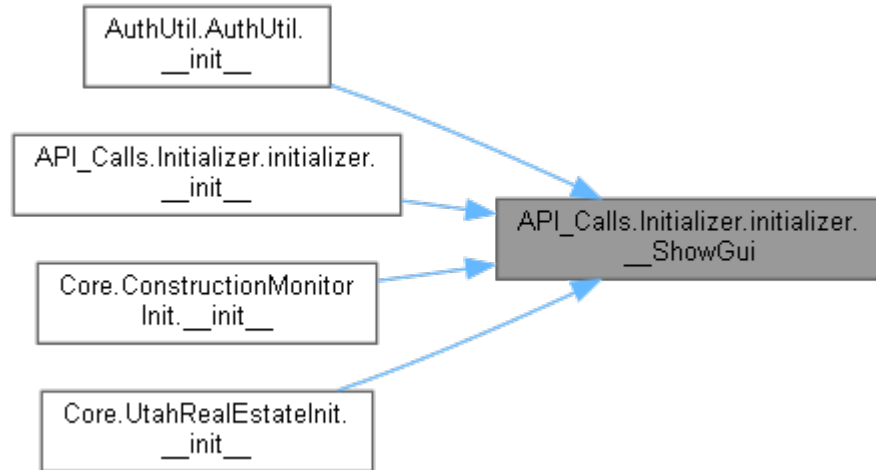 AuthUtil.AuthUtil.
__init__
API_Calls.Initializer.initializer.
__init__
API_Calls.Initializer.initializer.
__ShowGui
Core.ConstructionMonitor
Init.__init__
Core.UtahRealEstateInit.
__init__